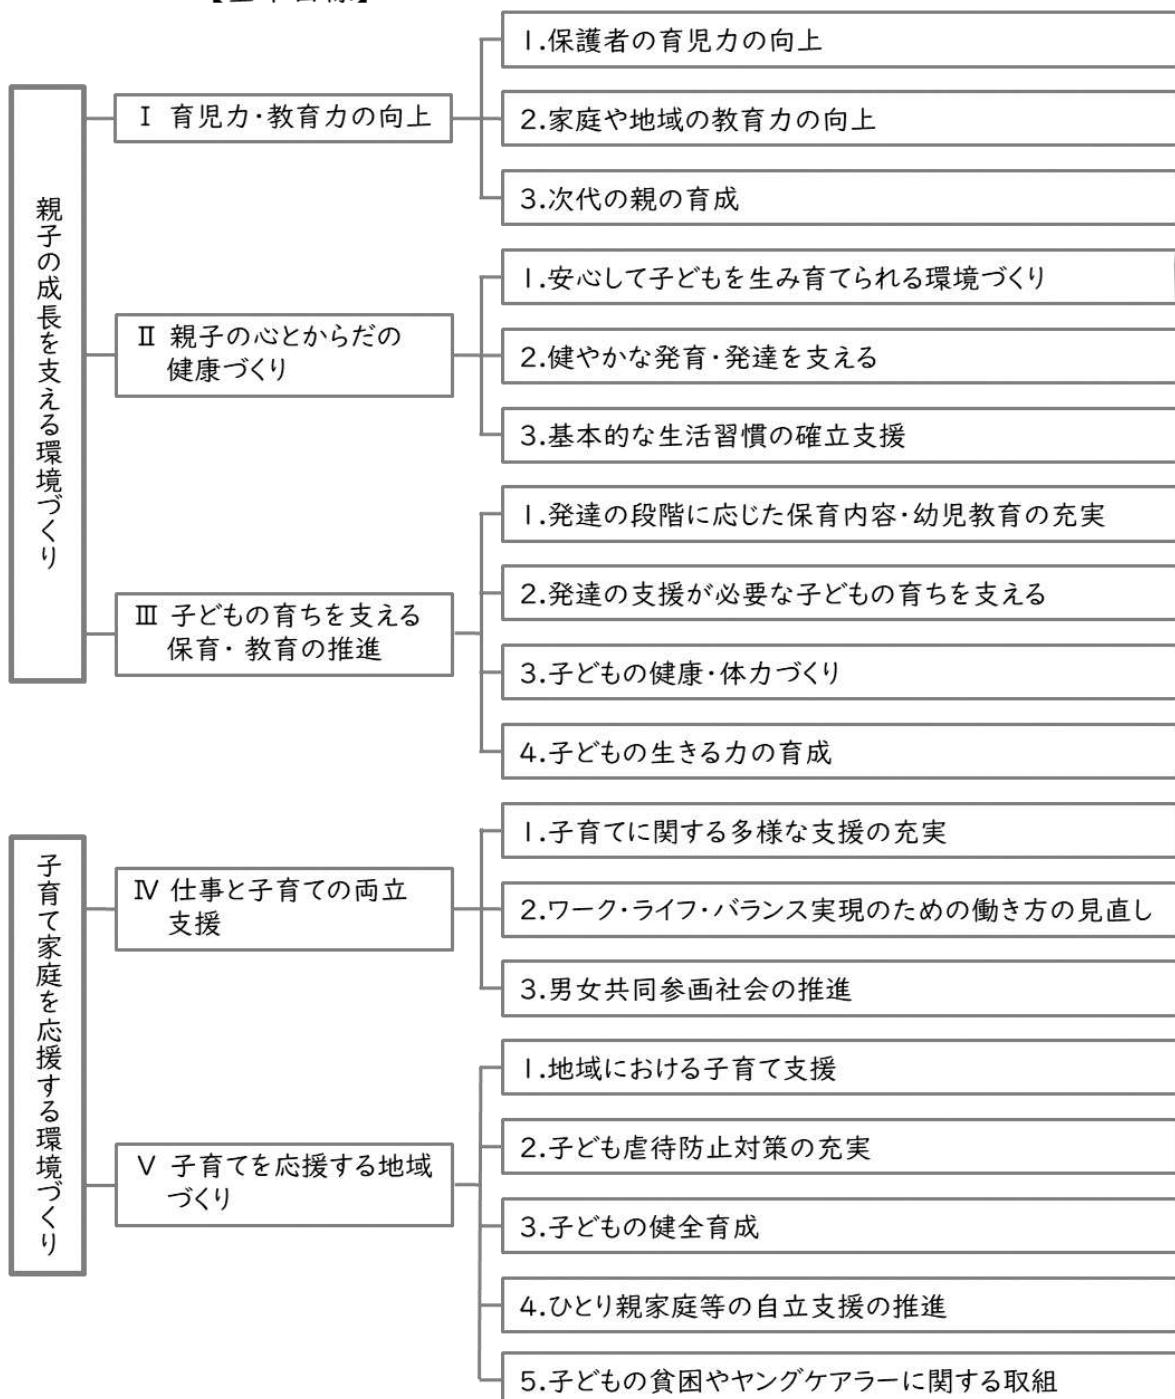 親子の成長を支える環境づくり
Ⅰ 育児力・教育力の向上
1.保護者の育児力の向上
2.家庭や地域の教育力の向上
3.次代の親の育成
Ⅱ 親子の心とからだの
健康づくり
1.安心して子どもを生み育てられる環境づくり
2.健やかな発育・発達を支える
3.基本的な生活習慣の確立支援
Ⅲ 子どもの育ちを支える
保育・教育の推進
1.発達の段階に応じた保育内容・幼児教育の充実
2.発達の支援が必要な子どもの育ちを支える
3.子どもの健康・体力づくり
4.子どもの生きる力の育成
子育て家庭を応援する環境づくり
Ⅳ 仕事と子育ての両立
支援
1.子育てに関する多様な支援の充実
2.ワーク・ライフ・バランス実現のための働き方の見直し
3.男女共同参画社会の推進
Ⅴ 子育てを応援する地域
づくり
1.地域における子育て支援
2.子ども虐待防止対策の充実
3.子どもの健全育成
4.ひとり親家庭等の自立支援の推進
5.子どもの貧困やヤングケアラーに関する取組